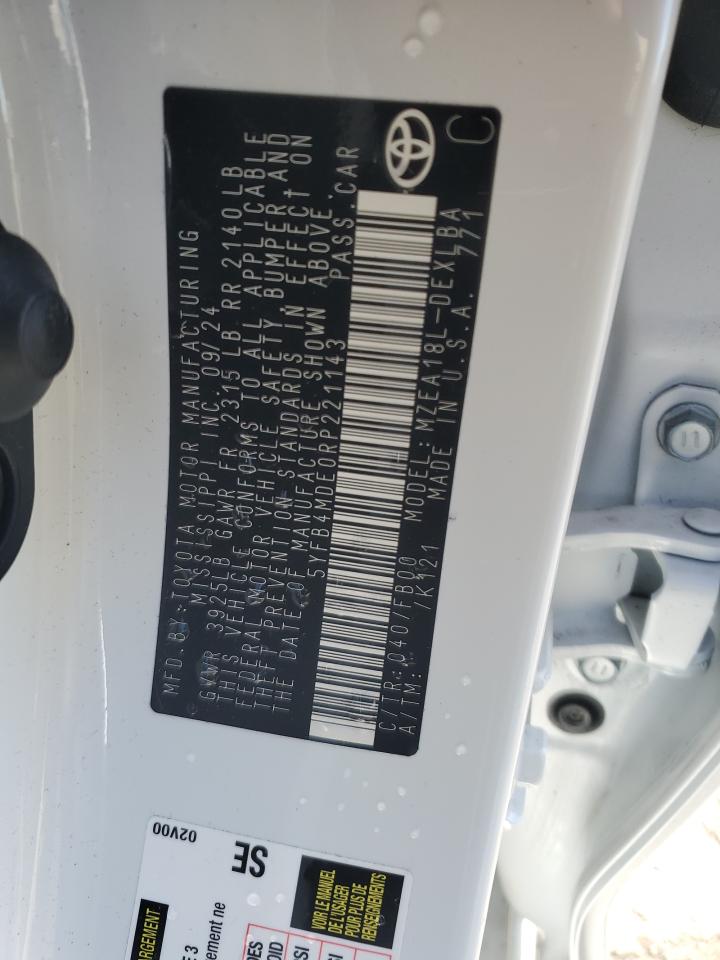 MFD. BY: TOYOTA MOTOR MANUFACTURING
MISSISSIPPI INC. 09/24
GVWR 3925LB GAWR FR 2315 LB RR 2140 LB
THIS VEHICLE CONFORMS TO ALL APPLICABLE
FEDERAL MOTOR VEHICLE SAFETY BUMPER AND
THEFT PREVENTION STANDARDS IN EFFECT ON
THE DATE OF MANUFACTURE SHOWN ABOVE.
5YFB4MDE0RP221143 PASS. CAR
C/TR: 040/FB00 MODEL: MZEA18L-DEXLBA
A/TM: /K121 MADE IN U.S.A. 771 C
02V00
SE
VOIR LE MANUEL
DE L'USAGER
POUR PLUS DE
RENSEIGNEMENTS